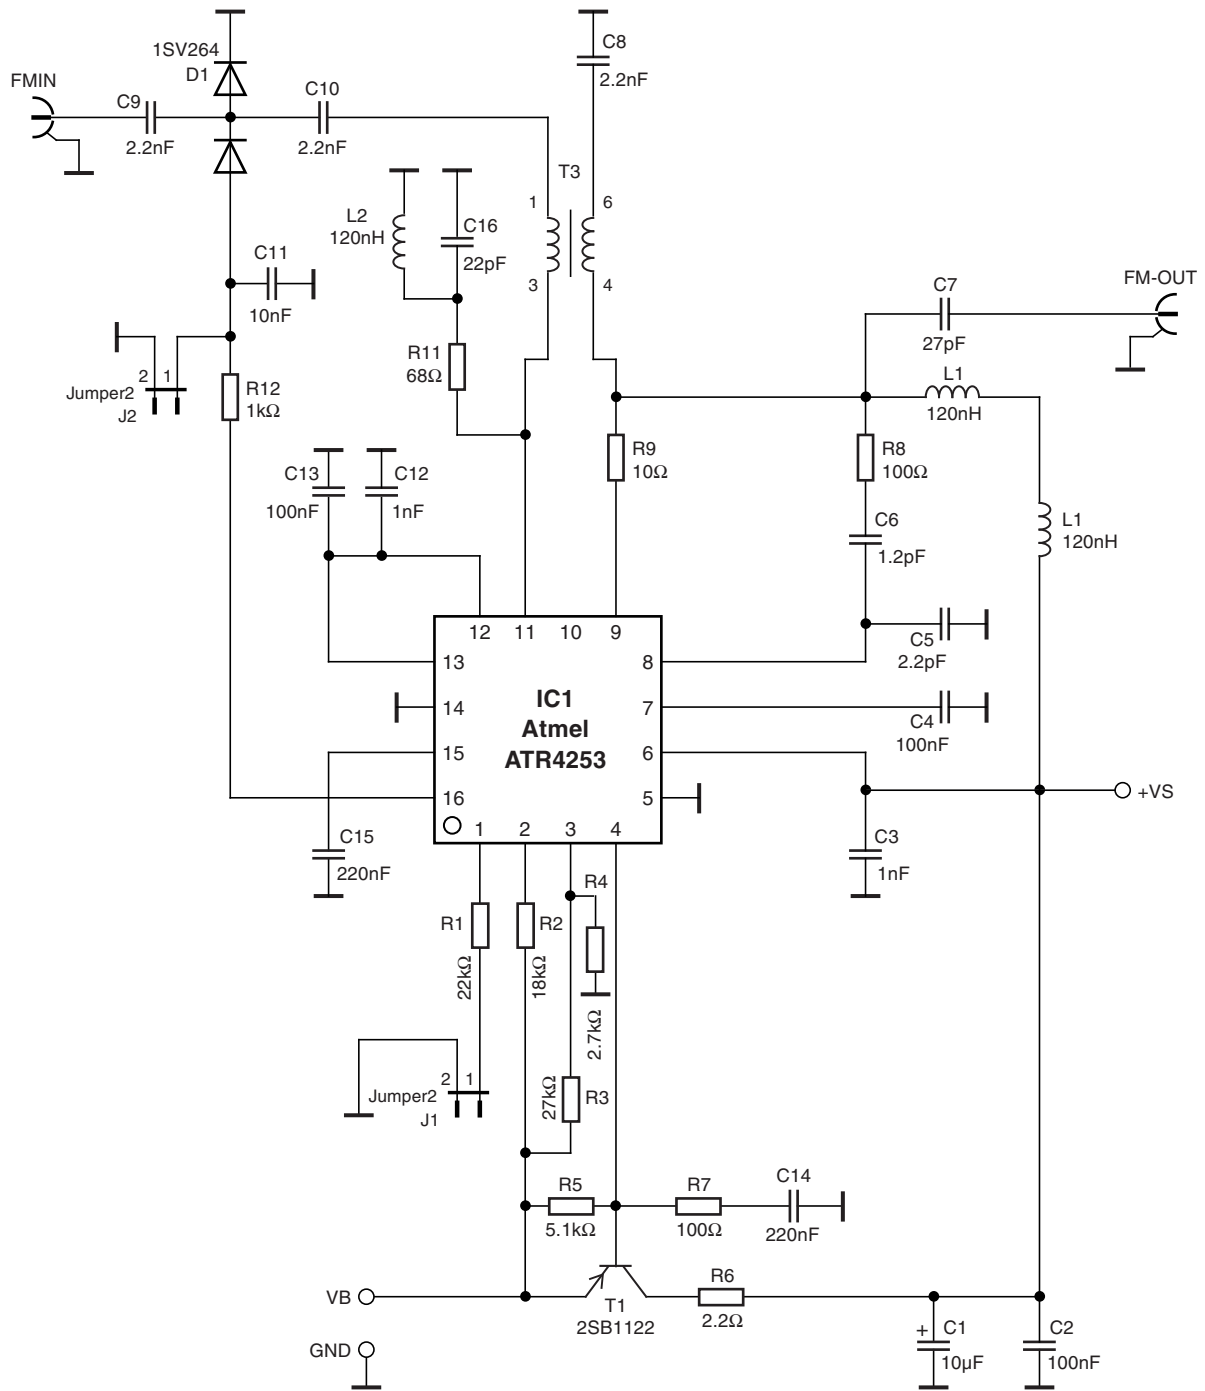 C8
2.2nF
1SV264
D1
FMIN
C9
2.2nF
C10
2.2nF
T3
1
6
3
4
L2
120nH
C16
22pF
C11
10nF
R11
68Ω
2
1
Jumper2
J2
R12
1kΩ
C7
27pF
FM-OUT
L1
120nH
R9
10Ω
R8
100Ω
C13
100nF
C12
1nF
C6
1.2pF
L1
120nH
12
11
10
9
13
8
C5
2.2pF
14
IC1
Atmel
ATR4253
7
C4
100nF
15
6
16
5
+VS
1
2
3
4
C15
220nF
C3
1nF
R1
22kΩ
R2
18kΩ
R4
2.7kΩ
2
1
Jumper2
J1
27kΩ
R3
R5
5.1kΩ
R7
100Ω
C14
220nF
VB
T1
2SB1122
R6
2.2Ω
GND
+
C1
10µF
C2
100nF